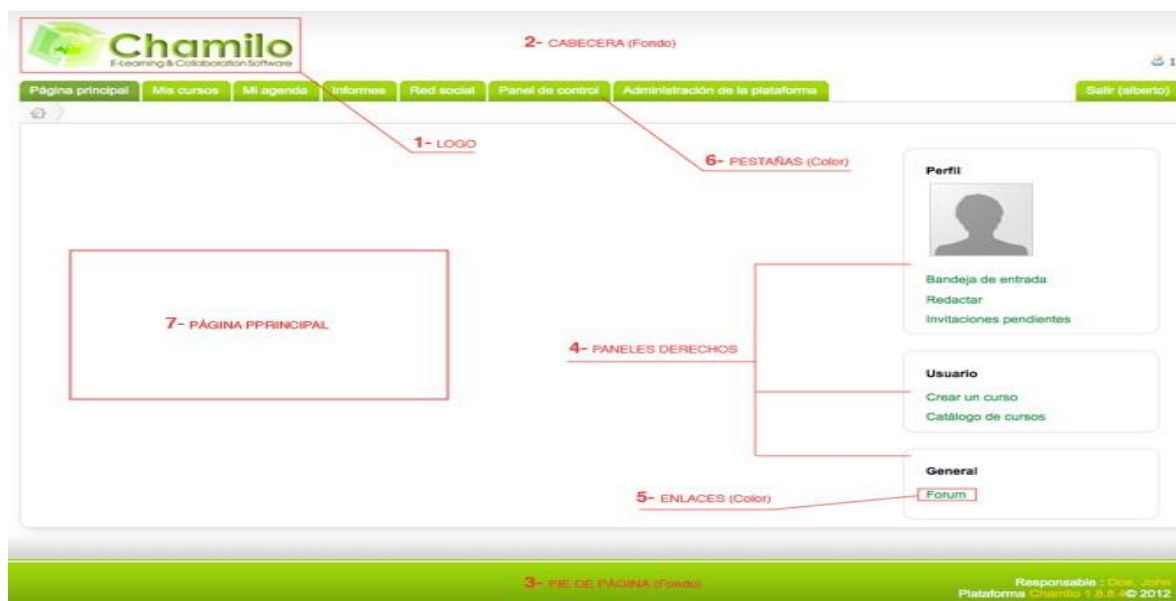 Chamilo
E-Learning & Collaboration Software
2- CABECERA (Fondo)
1
Página principal Mis cursos Mi agenda Informes Red social Panel de control Administración de la plataforma Salir (alberto)
1- LOGO
6- PESTAÑAS (Color)
Perfil
Bandeja de entrada
Redactar
Invitaciones pendientes
7- PÁGINA PPRINCIPAL
4- PANELES DERECHOS
Usuario
Crear un curso
Catálogo de cursos
General
5- ENLACES (Color)
Forum
3- PIE DE PÁGINA (Fondo)
Responsable : Doe, John
Plataforma Chamilo 1.8.8.4© 2012